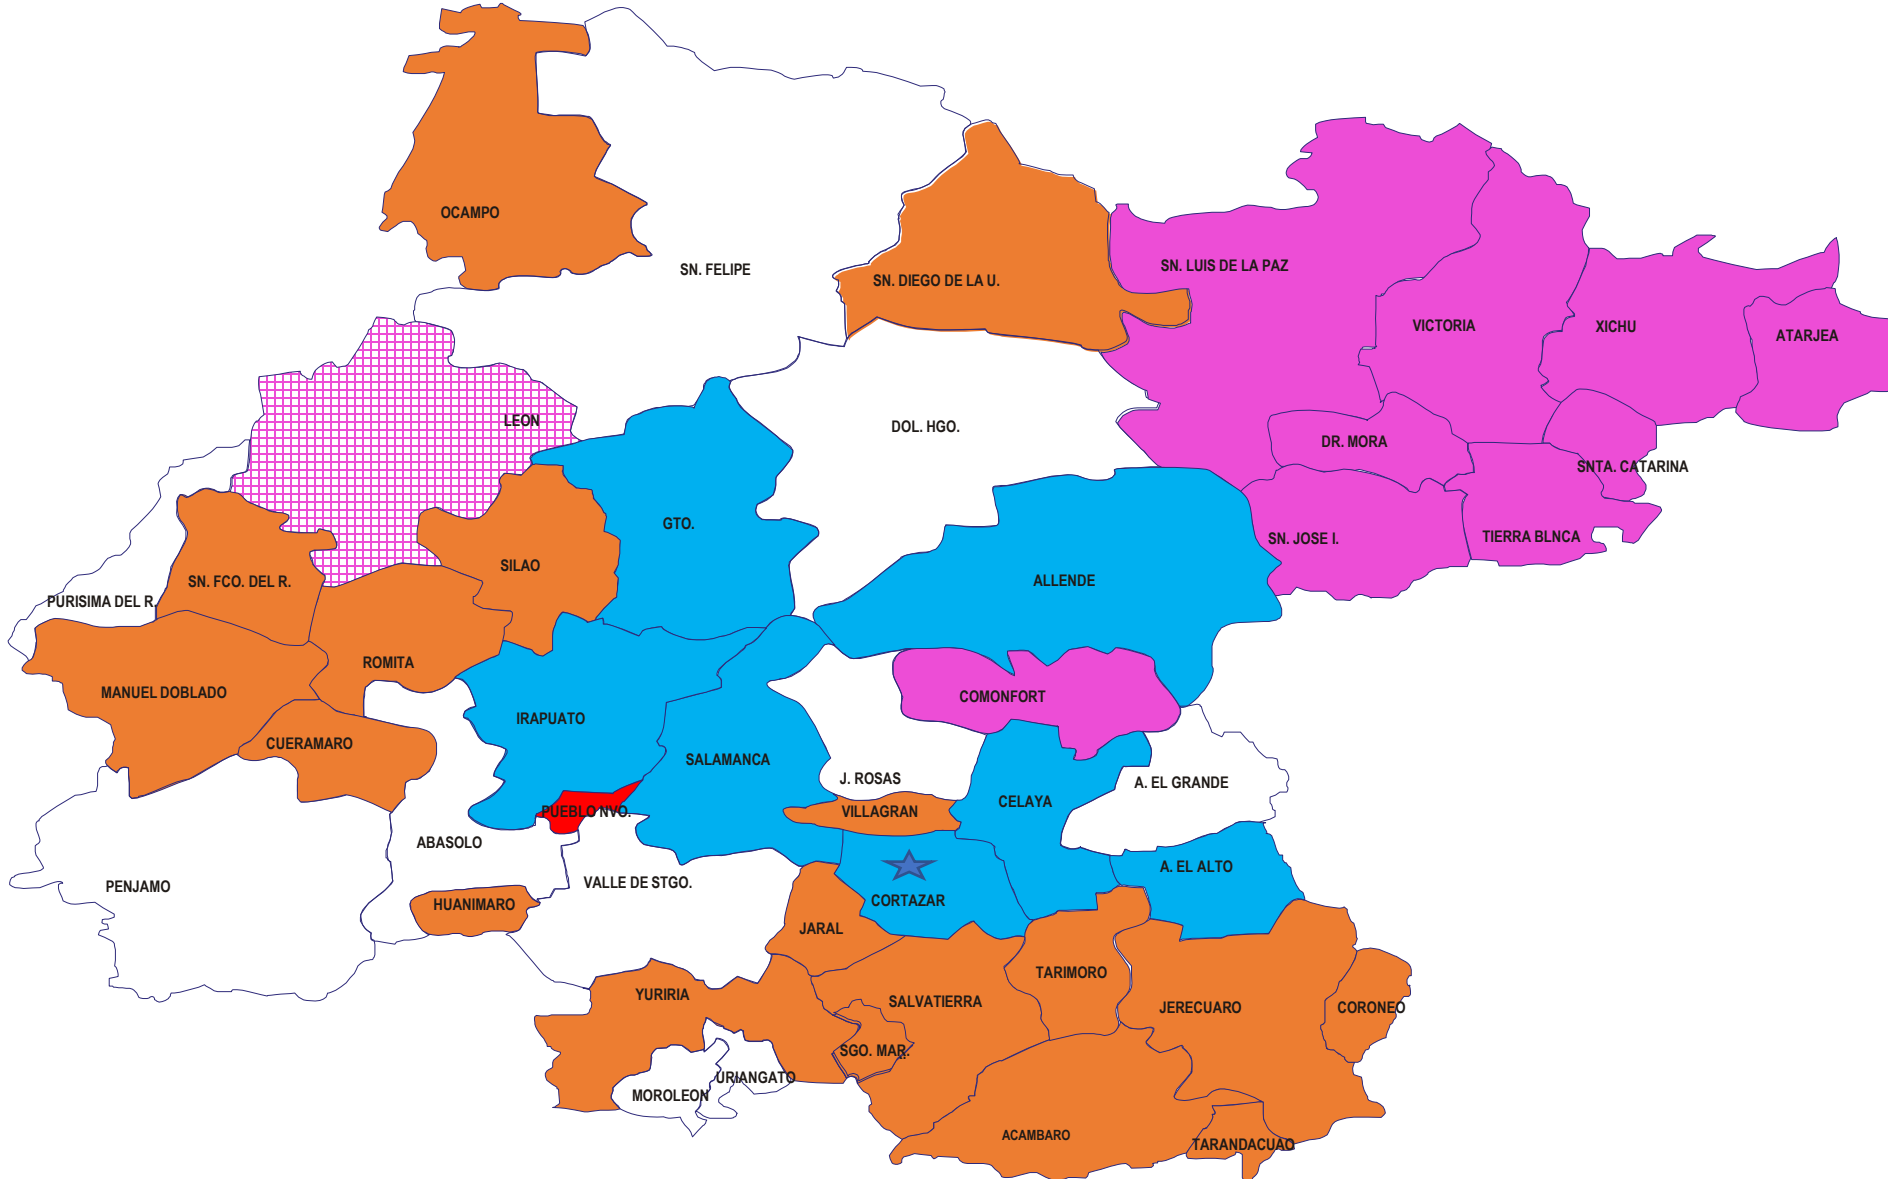 OCAMPO
SN. FELIPE
SN. DIEGO DE LA U.
SN. LUIS DE LA PAZ
VICTORIA
XICHU
ATARJEA
LEON
DOL. HGO.
DR. MORA
SNTA. CATARINA
GTO.
SN. JOSE I.
TIERRA BLNCA
SILAO
SN. FCO. DEL R.
ALLENDE
PURISIMA DEL R.
ROMITA
MANUEL DOBLADO
COMONFORT
IRAPUATO
CUERAMARO
SALAMANCA
J. ROSAS
A. EL GRANDE
CELAYA
PUEBLO NVO.
VILLAGRAN
ABASOLO
A. EL ALTO
VALLE DE STGO.
PENJAMO
CORTAZAR
HUANIMARO
JARAL
TARIMORO
YURIRIA
SALVATIERRA
JERECUARO
CORONEO
SGO. MAR.
URIANGATO
MOROLEON
ACAMBARO
TARANDACUAO